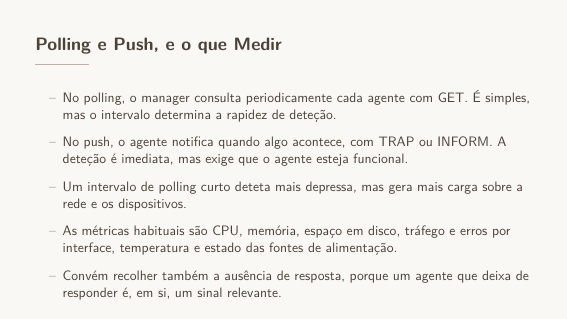 Polling e Push, e o que Medir
– No polling, o manager consulta periodicamente cada agente com GET. É simples,
mas o intervalo determina a rapidez de deteção.
– No push, o agente notifica quando algo acontece, com TRAP ou INFORM. A
deteção é imediata, mas exige que o agente esteja funcional.
– Um intervalo de polling curto deteta mais depressa, mas gera mais carga sobre a
rede e os dispositivos.
– As métricas habituais são CPU, memória, espaço em disco, tráfego e erros por
interface, temperatura e estado das fontes de alimentação.
– Convém recolher também a ausência de resposta, porque um agente que deixa de
responder é, em si, um sinal relevante.